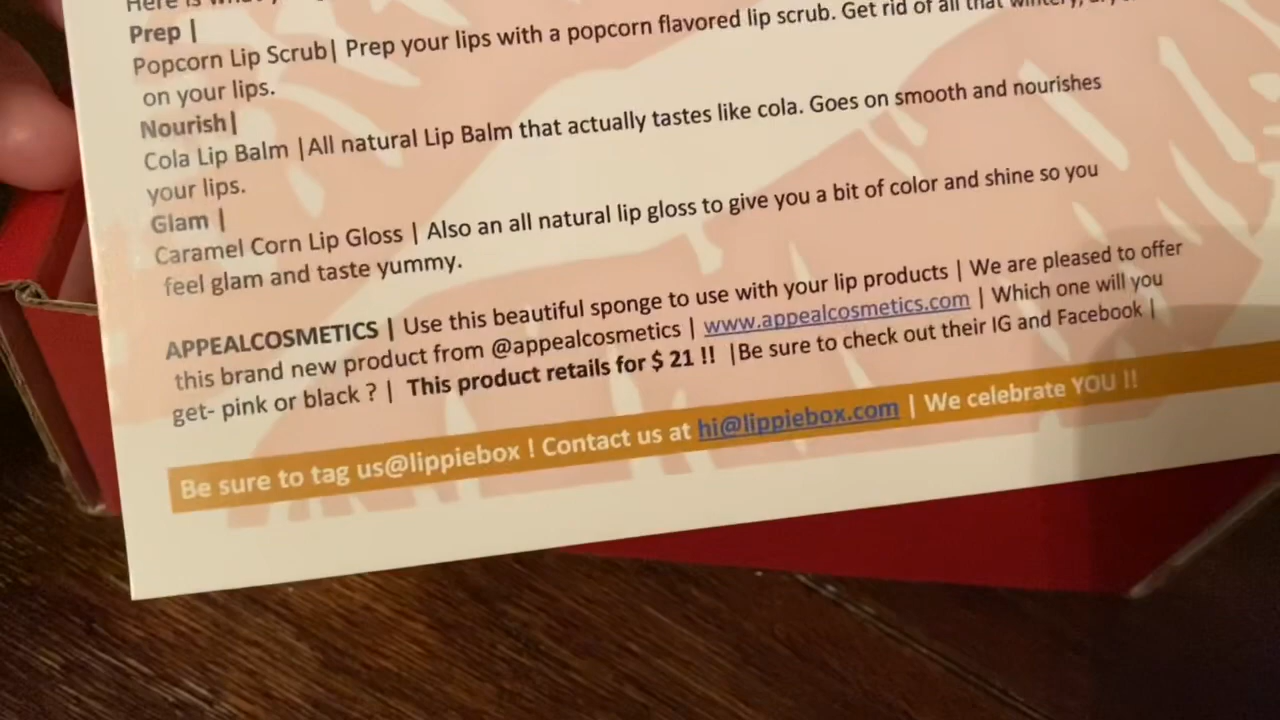 Here is what
Prep |
Popcorn Lip Scrub| Prep your lips with a popcorn flavored lip scrub. Get rid of all that
on your lips.
Nourish|
Cola Lip Balm |All natural Lip Balm that actually tastes like cola. Goes on smooth and nourishes
your lips.
Glam |
Caramel Corn Lip Gloss | Also an all natural lip gloss to give you a bit of color and shine so you
feel glam and taste yummy.
APPEALCOSMETICS | Use this beautiful sponge to use with your lip products | We are pleased to offer
this brand new product from @appealcosmetics | www.appealcosmetics.com | Which one will you
get- pink or black ? | This product retails for $ 21 !! |Be sure to check out their IG and Facebook |
Be sure to tag us@lippiebox ! Contact us at hi@lippiebox.com | We celebrate YOU !!